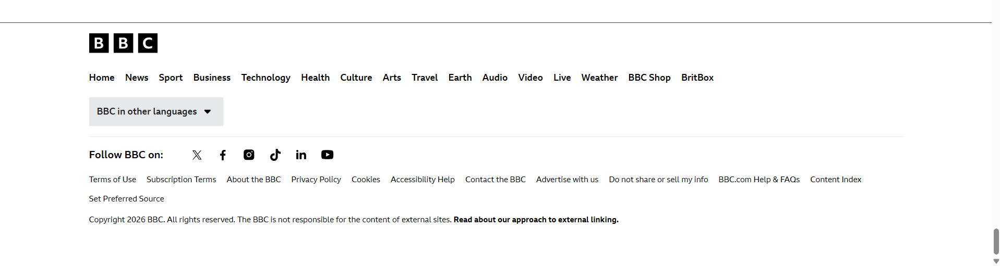 BBC
Home News Sport Business Technology Health Culture Arts Travel Earth Audio Video Live Weather BBC Shop BritBox
BBC in other languages
Follow BBC on:
Terms of Use Subscription Terms About the BBC Privacy Policy Cookies Accessibility Help Contact the BBC Advertise with us Do not share or sell my info BBC.com Help & FAQs Content Index
Set Preferred Source
Copyright 2026 BBC. All rights reserved. The BBC is not responsible for the content of external sites. Read about our approach to external linking.